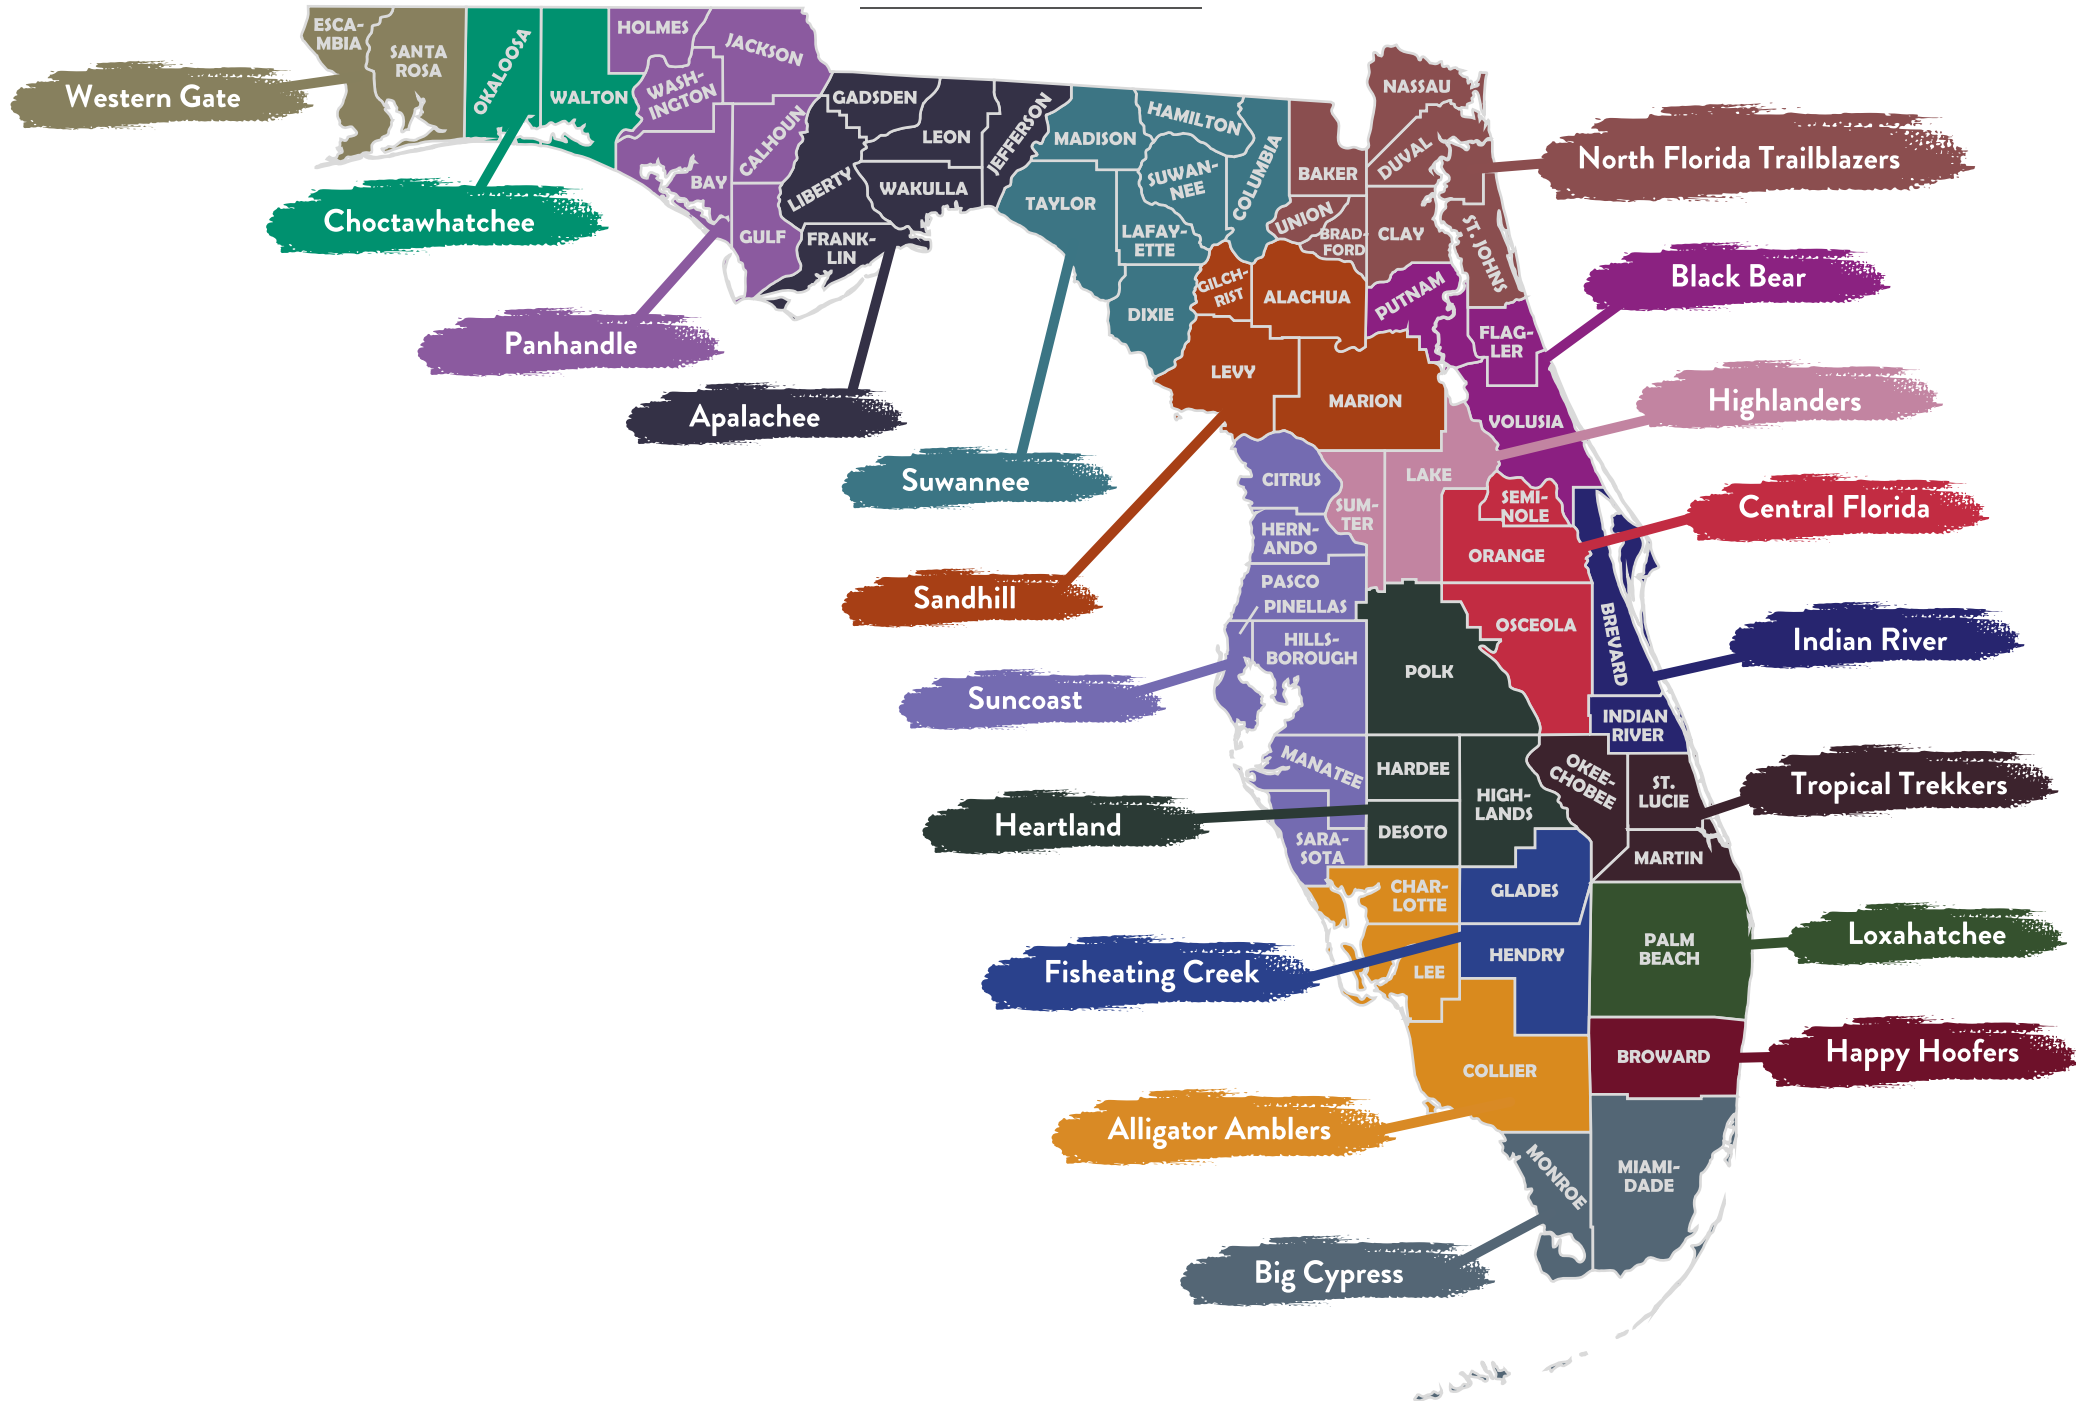 ESCA-
MBIA
SANTA
ROSA
OKALOOSA
WALTON
HOLMES
JACKSON
WASH-
INGTON
CALHOUN
BAY
GULF
GADSDEN
LEON
JEFFERSON
LIBERTY
WAKULLA
FRANK-
LIN
MADISON
HAMILTON
TAYLOR
SUWAN-
NEE
COLUMBIA
LAFAY-
ETTE
DIXIE
NASSAU
BAKER
DUVAL
UNION
BRAD-
FORD
CLAY
ST. JOHNS
GILCH-
RIST
ALACHUA
PUTNAM
FLAG-
LER
LEVY
MARION
VOLUSIA
CITRUS
LAKE
SUM-
TER
SEMI-
NOLE
HERN-
ANDO
ORANGE
PASCO
PINELLAS
HILLS-
BOROUGH
OSCEOLA
BREVARD
POLK
INDIAN
RIVER
MANATEE
HARDEE
HIGH-
LANDS
OKEE-
CHOBEE
ST.
LUCIE
DESOTO
SARA-
SOTA
MARTIN
CHAR-
LOTTE
GLADES
LEE
HENDRY
PALM
BEACH
COLLIER
BROWARD
MONROE
MIAMI-
DADE
Western Gate
Choctawhatchee
Panhandle
Apalachee
Suwannee
Sandhill
Suncoast
Heartland
Fisheating Creek
Alligator Amblers
Big Cypress
North Florida Trailblazers
Black Bear
Highlanders
Central Florida
Indian River
Tropical Trekkers
Loxahatchee
Happy Hoofers